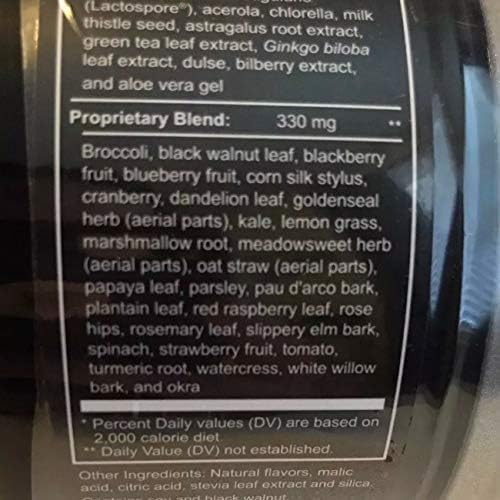 (Lactospore®), acerola, chlorella, milk
thistle seed, astragalus root extract,
green tea leaf extract, Ginkgo biloba
leaf extract, dulse, bilberry extract,
and aloe vera gel
Proprietary Blend: 330 mg **
Broccoli, black walnut leaf, blackberry
fruit, blueberry fruit, corn silk stylus,
cranberry, dandelion leaf, goldenseal
herb (aerial parts), kale, lemon grass,
marshmallow root, meadowsweet herb
(aerial parts), oat straw (aerial parts),
papaya leaf, parsley, pau d'arco bark,
plantain leaf, red raspberry leaf, rose
hips, rosemary leaf, slippery elm bark,
spinach, strawberry fruit, tomato,
turmeric root, watercress, white willow
bark, and okra
* Percent Daily values (DV) are based on
2,000 calorie diet
** Daily Value (DV) not established.
Other Ingredients: Natural flavors, malic
acid, citric acid, stevia leaf extract and silica.
Contains soy and black walnut